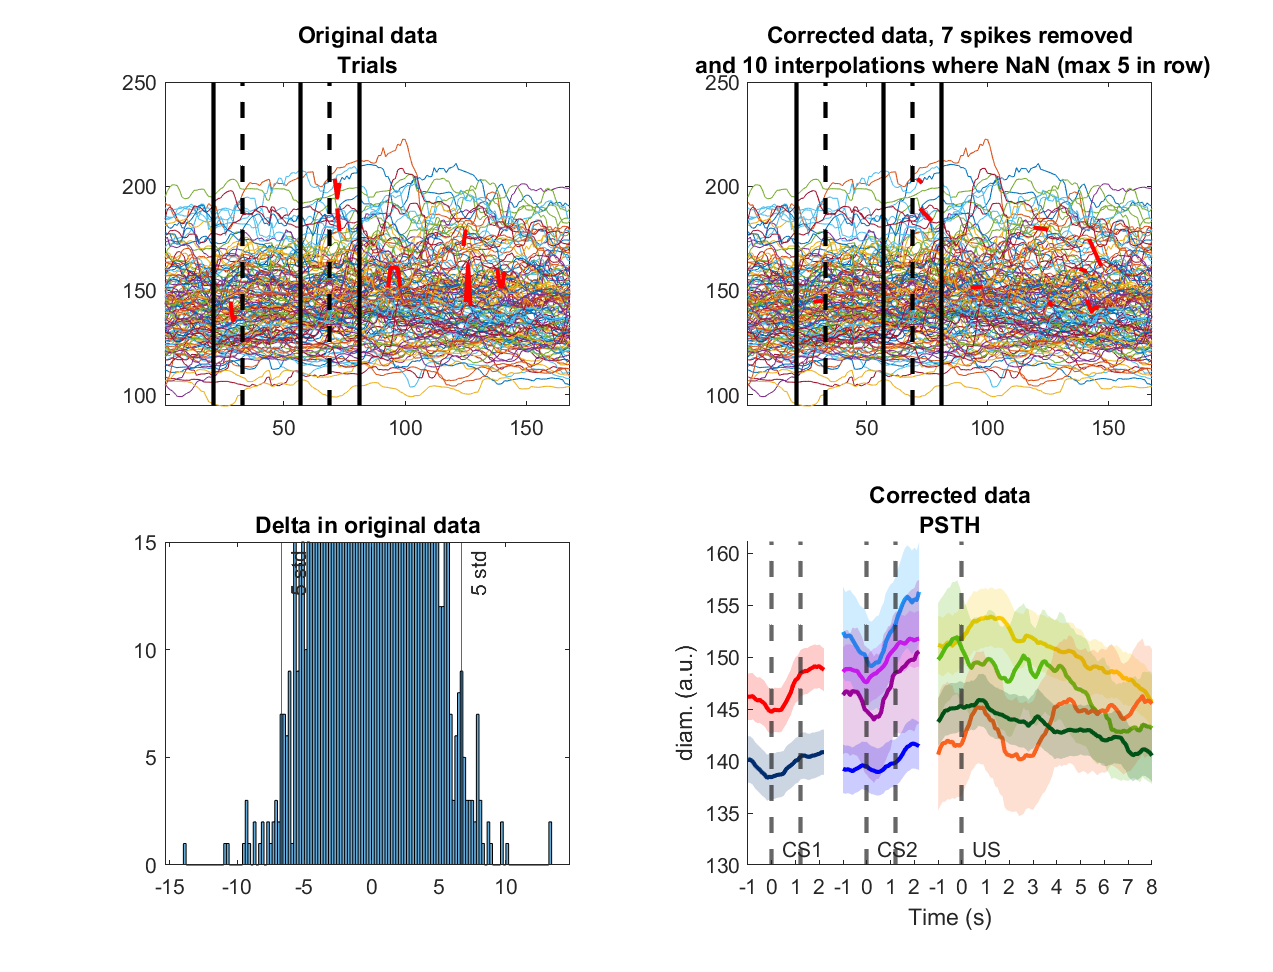 Original data
Trials
250
200
150
100
50
100
150
Corrected data, 7 spikes removed
and 10 interpolations where NaN (max 5 in row)
250
200
150
100
50
100
150
Delta in original data
15
10
5
0
5 std
5 std
-15
-10
-5
0
5
10
Corrected data
PSTH
diam. (a.u.)
160
155
150
145
140
135
130
CS1
CS2
US
-1 0 1 2 -1 0 1 2 -1 0 1 2 3 4 5 6 7 8
Time (s)